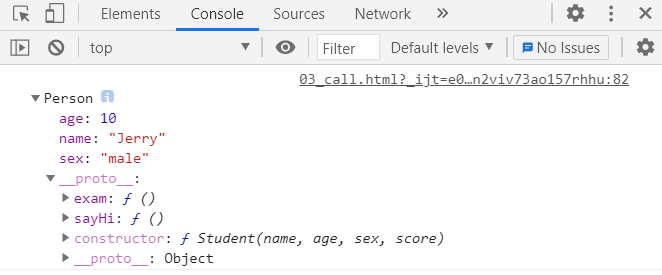 Elements Console Sources Network »
top Filter Default levels No Issues
03_call.html?_ijt=e0…n2viv73ao157rhhu:82
Person i
age: 10
name: "Jerry"
sex: "male"
__proto__:
exam: ƒ ()
sayHi: ƒ ()
constructor: ƒ Student(name, age, sex, score)
__proto__: Object